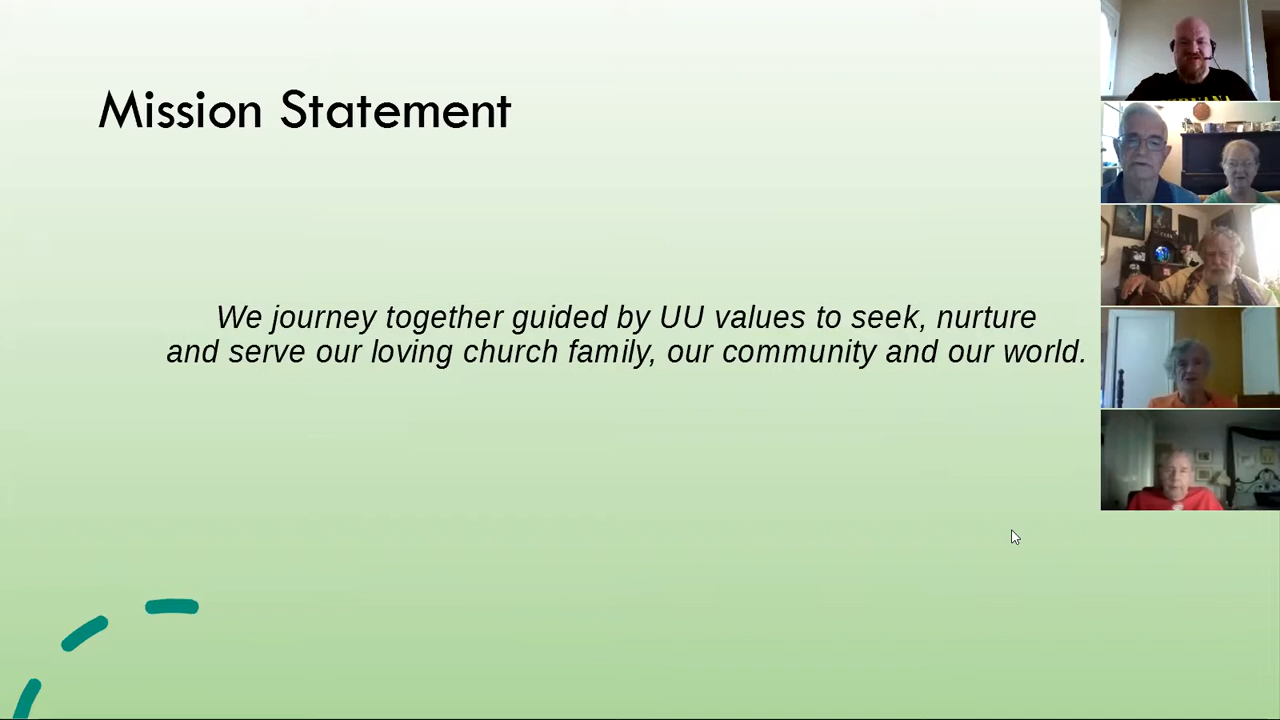 Mission Statement
We journey together guided by UU values to seek, nurture
and serve our loving church family, our community and our world.